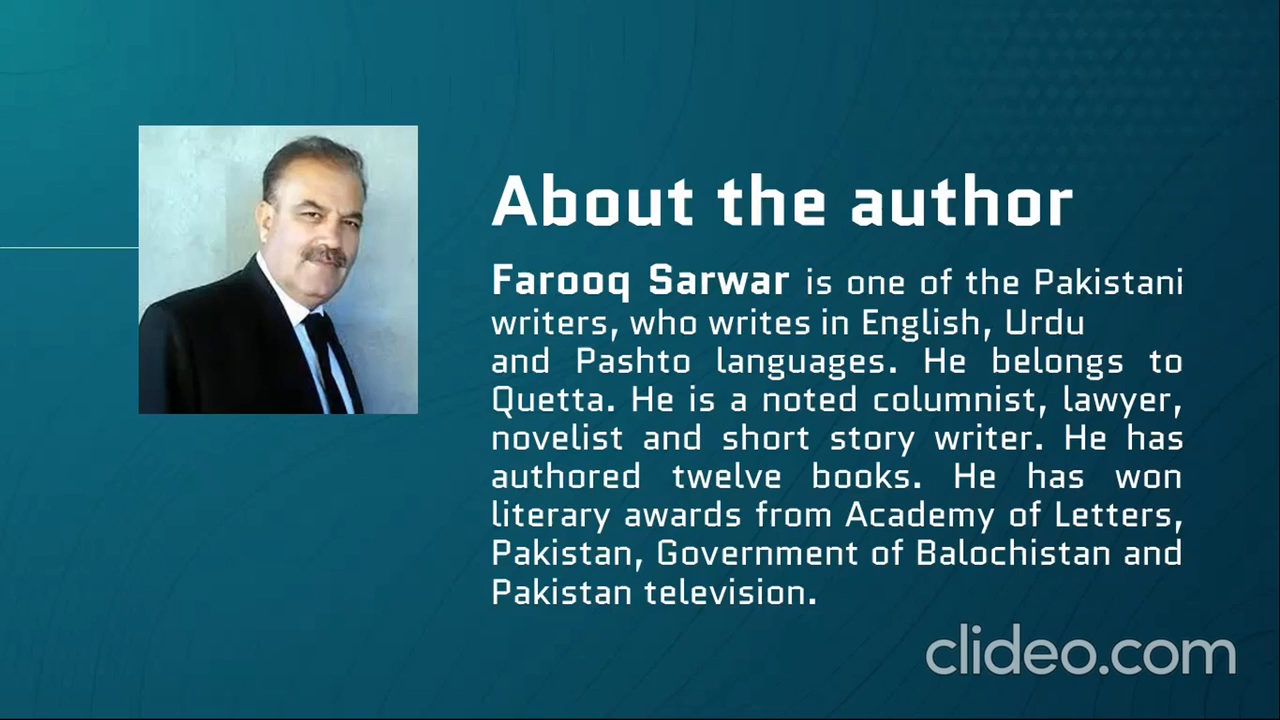 About the author
Farooq Sarwar is one of the Pakistani
writers, who writes in English, Urdu
and Pashto languages. He belongs to
Quetta. He is a noted columnist, lawyer,
novelist and short story writer. He has
authored twelve books. He has won
literary awards from Academy of Letters,
Pakistan, Government of Balochistan and
Pakistan television.
clideo.com